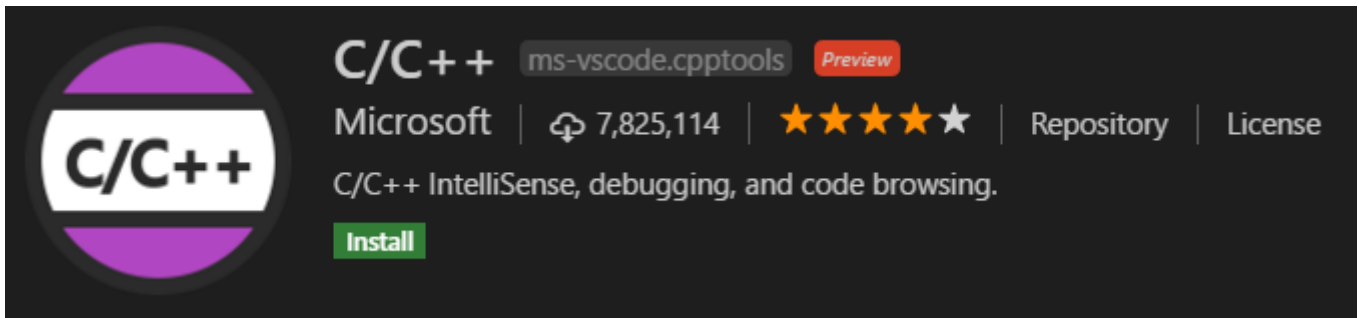 C/C++
C/C++ ms-vscode.cpptools Preview
Microsoft | 7,825,114 | Repository | License
C/C++ IntelliSense, debugging, and code browsing.
Install